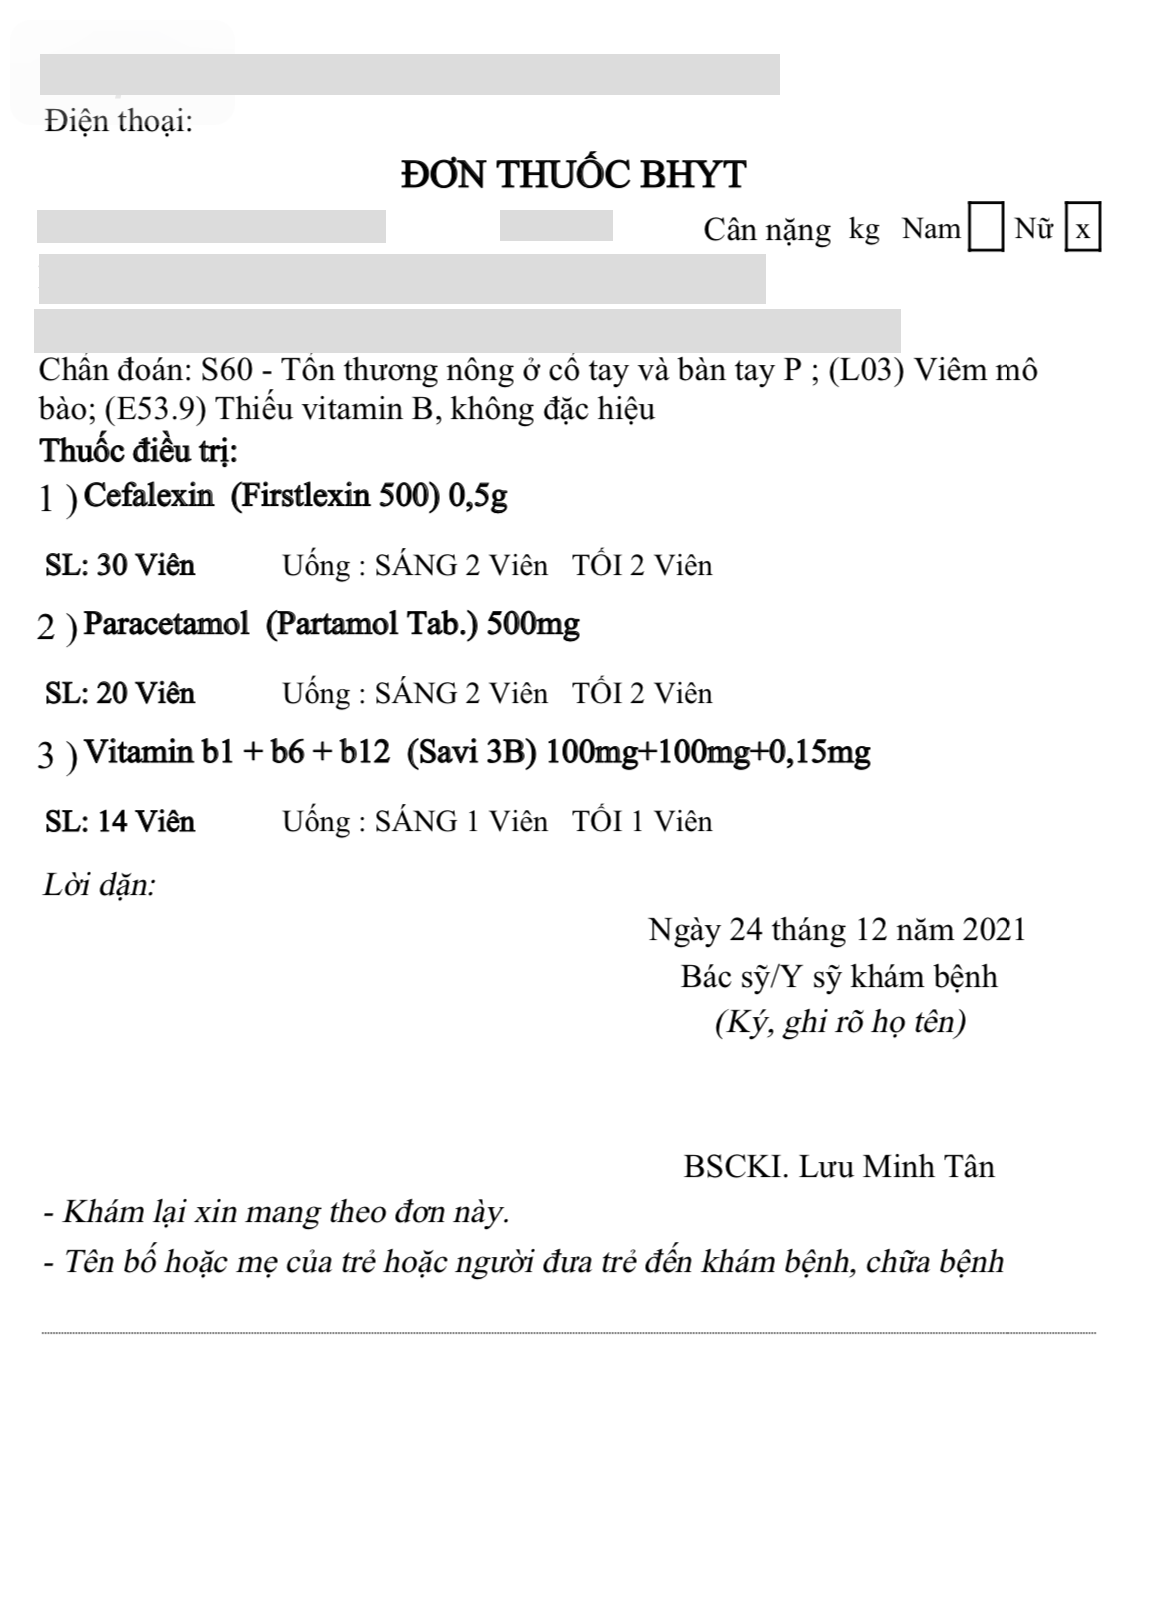 Điện thoại:
ĐƠN THUỐC BHYT
Cân nặng kg Nam Nữ x
Chẩn đoán: S60 - Tổn thương nông ở cổ tay và bàn tay P ; (L03) Viêm mô
bào; (E53.9) Thiếu vitamin B, không đặc hiệu
Thuốc điều trị:
1 ) Cefalexin (Firstlexin 500) 0,5g
SL: 30 Viên Uống : SÁNG 2 Viên TỐI 2 Viên
2 ) Paracetamol (Partamol Tab.) 500mg
SL: 20 Viên Uống : SÁNG 2 Viên TỐI 2 Viên
3 ) Vitamin b1 + b6 + b12 (Savi 3B) 100mg+100mg+0,15mg
SL: 14 Viên Uống : SÁNG 1 Viên TỐI 1 Viên
Lời dặn:
Ngày 24 tháng 12 năm 2021
Bác sỹ/Y sỹ khám bệnh
(Ký, ghi rõ họ tên)
BSCKI. Lưu Minh Tân
- Khám lại xin mang theo đơn này.
- Tên bố hoặc mẹ của trẻ hoặc người đưa trẻ đến khám bệnh, chữa bệnh